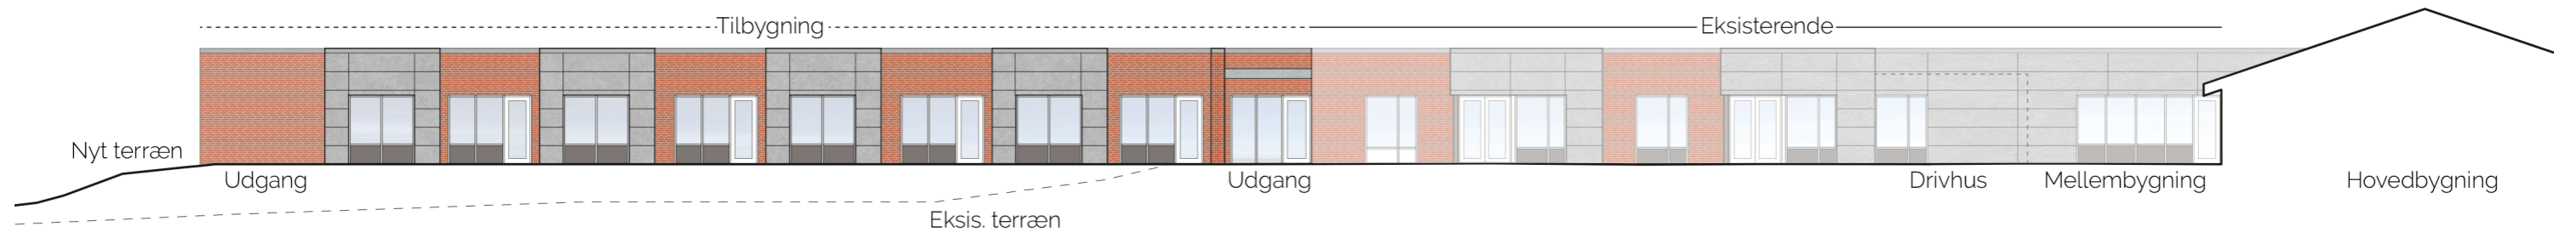 Tilbygning
Eksisterende
Nyt terræn
Udgang
Udgang
Drivhus
Mellembygning
Hovedbygning
Eksis. terræn